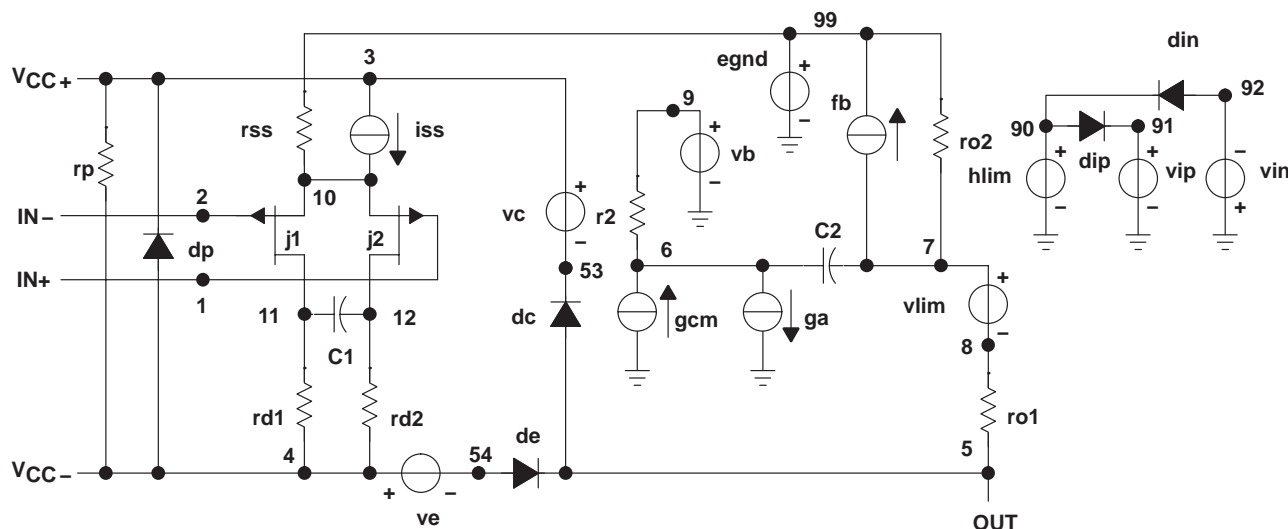 99
3
din
VCC+
egnd
+
92
9
fb
+
rss
iss
+
90
91
−
rp
vb
−
ro2
dip
+
+
−
2
10
−
hlim
vip
vin
+
IN−
vc
r2
−
−
+
j1
j2
C2
dp
−
6
7
IN+
53
+
1
vlim
gcm
ga
11
12
dc
−
C1
8
rd1
rd2
ro1
de
4
54
5
VCC−
+
−
ve
OUT